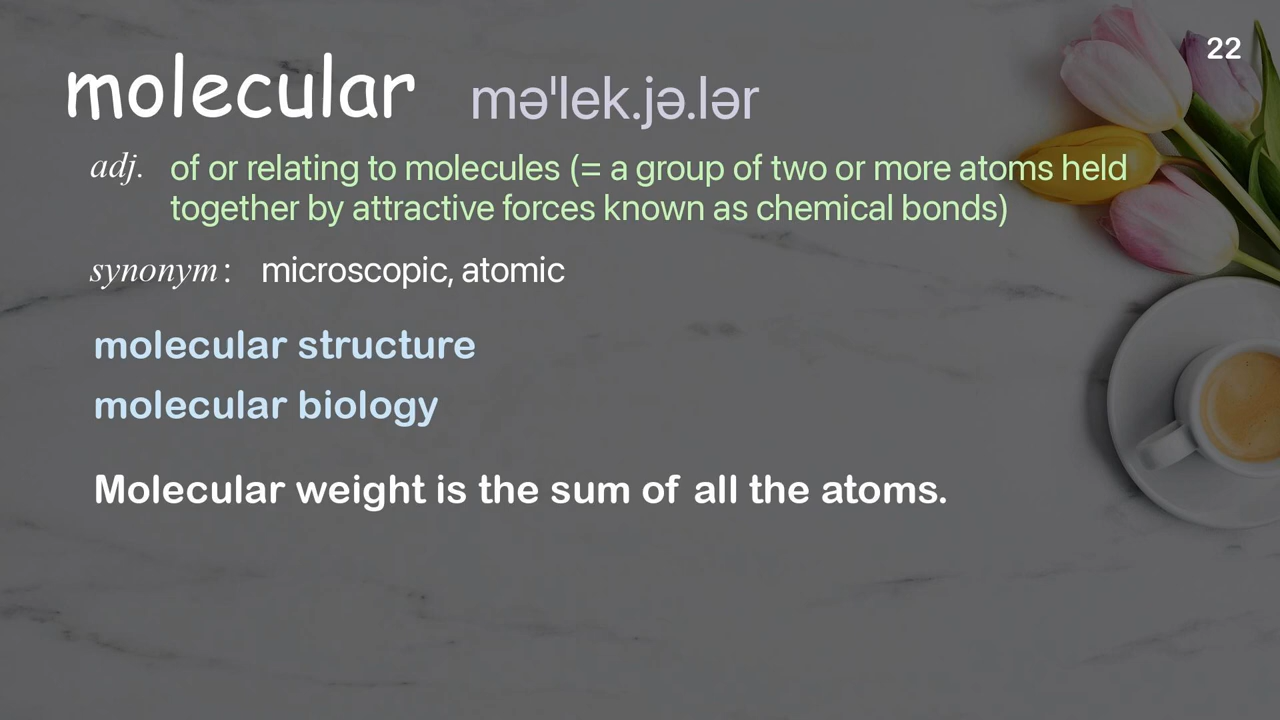 22
molecular məˈlek.jə.lər
adj. of or relating to molecules (= a group of two or more atoms held
together by attractive forces known as chemical bonds)
synonym: microscopic, atomic
molecular structure
molecular biology
Molecular weight is the sum of all the atoms.